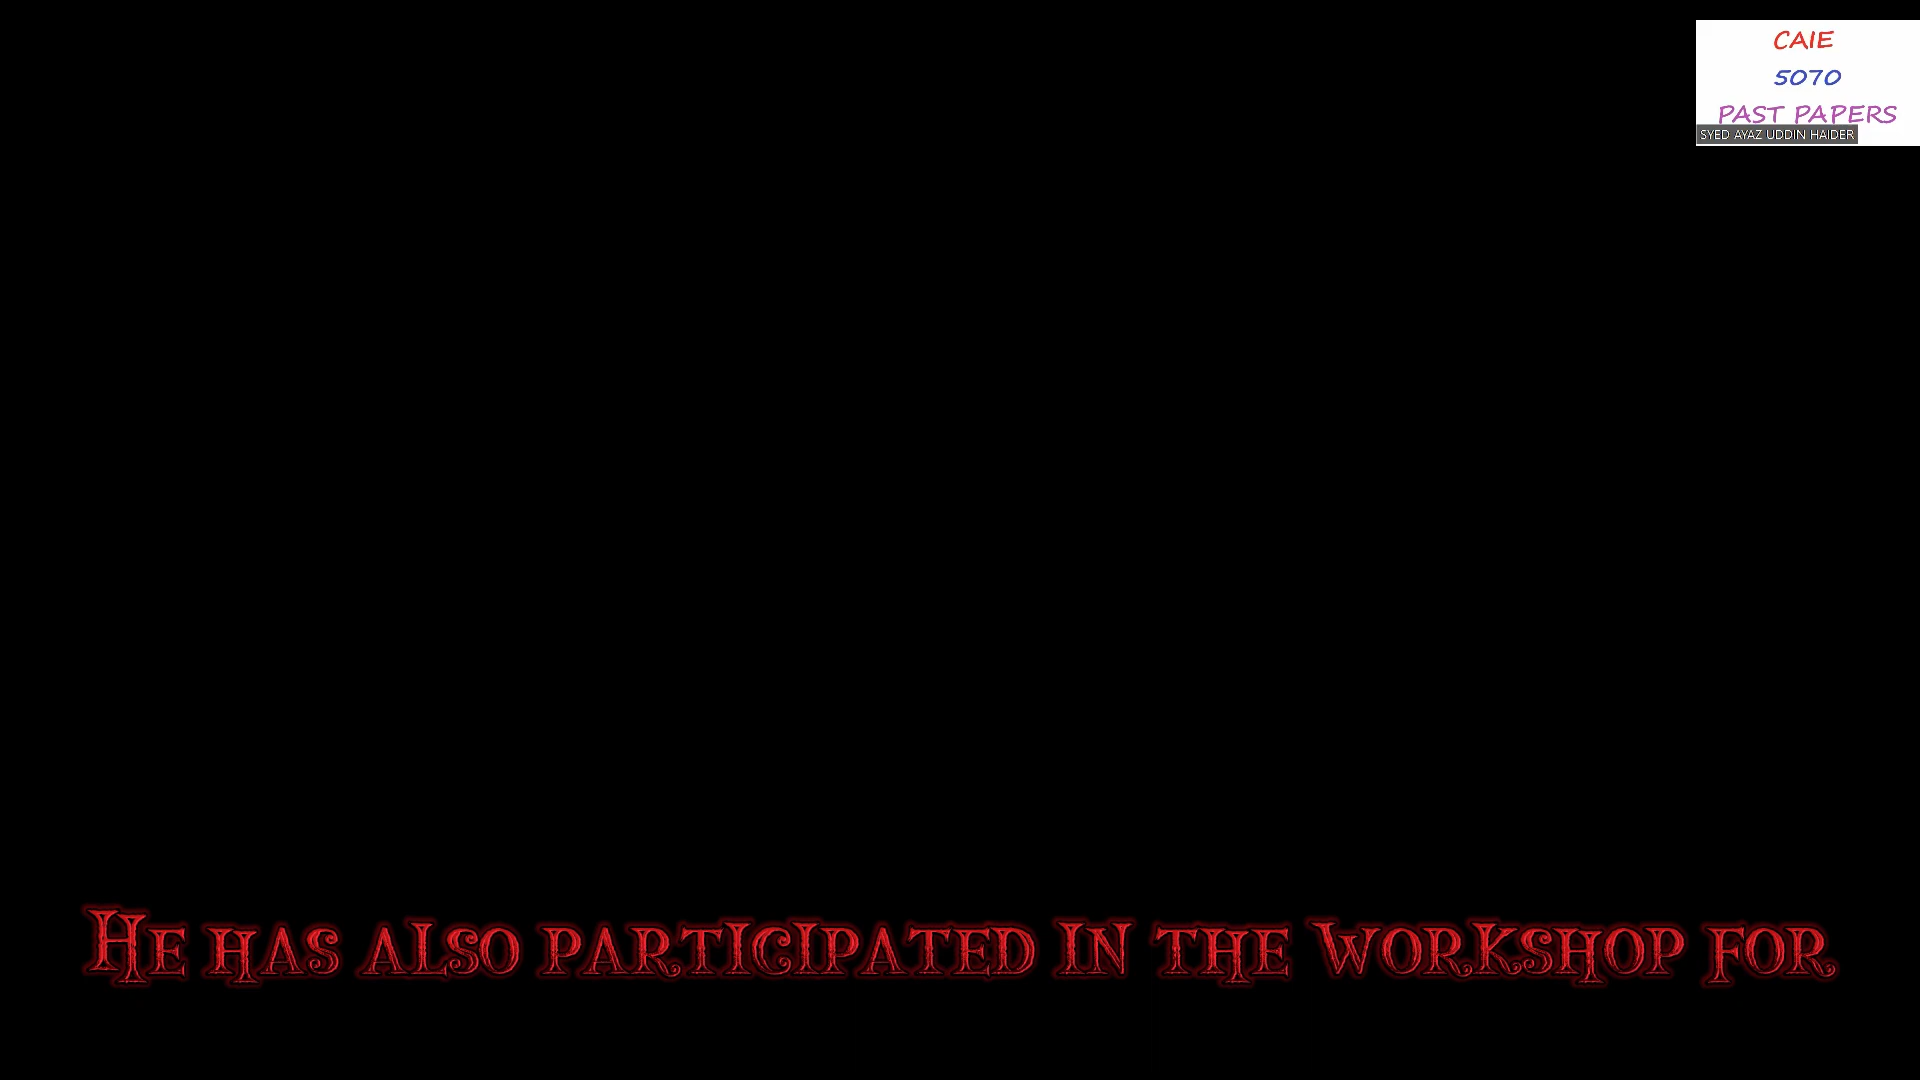 CAIE
5070
PAST PAPERS
SYED AYAZ UDDIN HAIDER
He has also participated in the workshop for